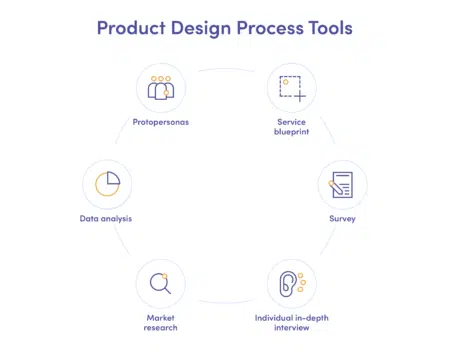 Product Design Process Tools
Protopersonas
Service
blueprint
Data analysis
Survey
Market
research
Individual in-depth
interview